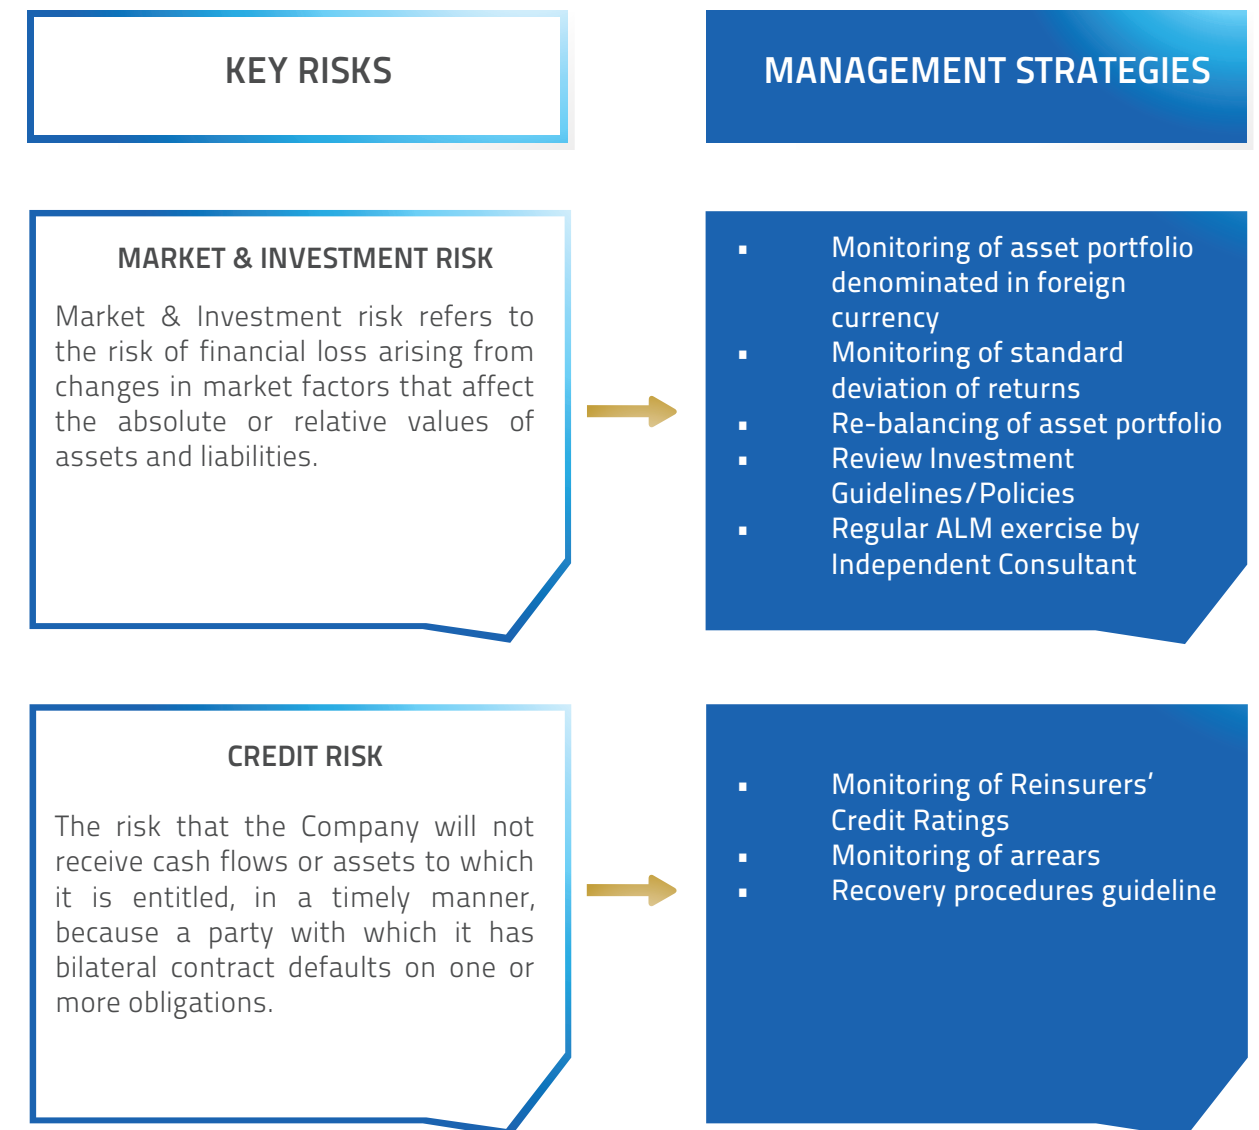 KEY RISKS
MANAGEMENT STRATEGIES
MARKET & INVESTMENT RISK
Market & Investment risk refers to
the risk of financial loss arising from
changes in market factors that affect
the absolute or relative values of
assets and liabilities.
▪ Monitoring of asset portfolio
denominated in foreign
currency
▪ Monitoring of standard
deviation of returns
▪ Re-balancing of asset portfolio
▪ Review Investment
Guidelines/Policies
▪ Regular ALM exercise by
Independent Consultant
CREDIT RISK
The risk that the Company will not
receive cash flows or assets to which
it is entitled, in a timely manner,
because a party with which it has
bilateral contract defaults on one or
more obligations.
▪ Monitoring of Reinsurers’
Credit Ratings
▪ Monitoring of arrears
▪ Recovery procedures guideline